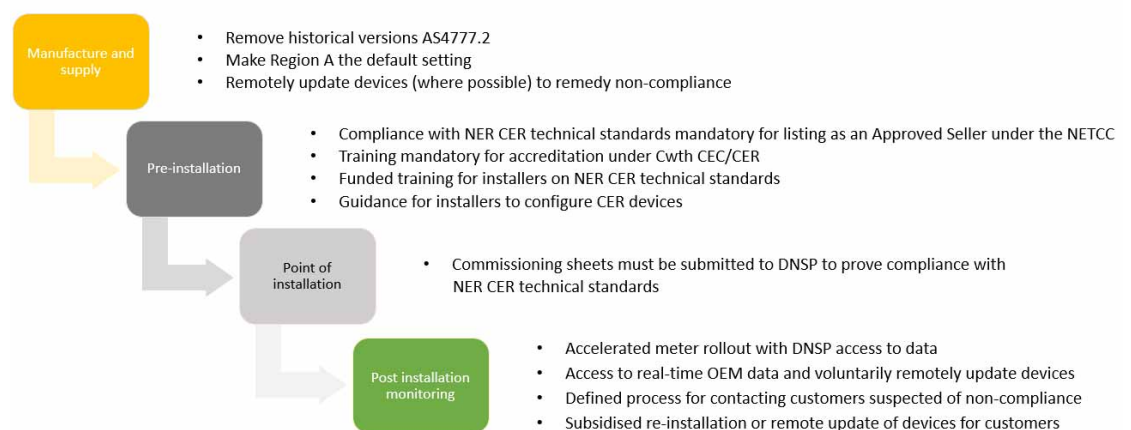 Manufacture and
supply
• Remove historical versions AS4777.2
• Make Region A the default setting
• Remotely update devices (where possible) to remedy non-compliance
Pre-installation
• Compliance with NER CER technical standards mandatory for listing as an Approved Seller under the NETCC
• Training mandatory for accreditation under Cwth CEC/CER
• Funded training for installers on NER CER technical standards
• Guidance for installers to configure CER devices
Point of
installation
• Commissioning sheets must be submitted to DNSP to prove compliance with
NER CER technical standards
Post installation
monitoring
• Accelerated meter rollout with DNSP access to data
• Access to real-time OEM data and voluntarily remotely update devices
• Defined process for contacting customers suspected of non-compliance
• Subsidised re-installation or remote update of devices for customers